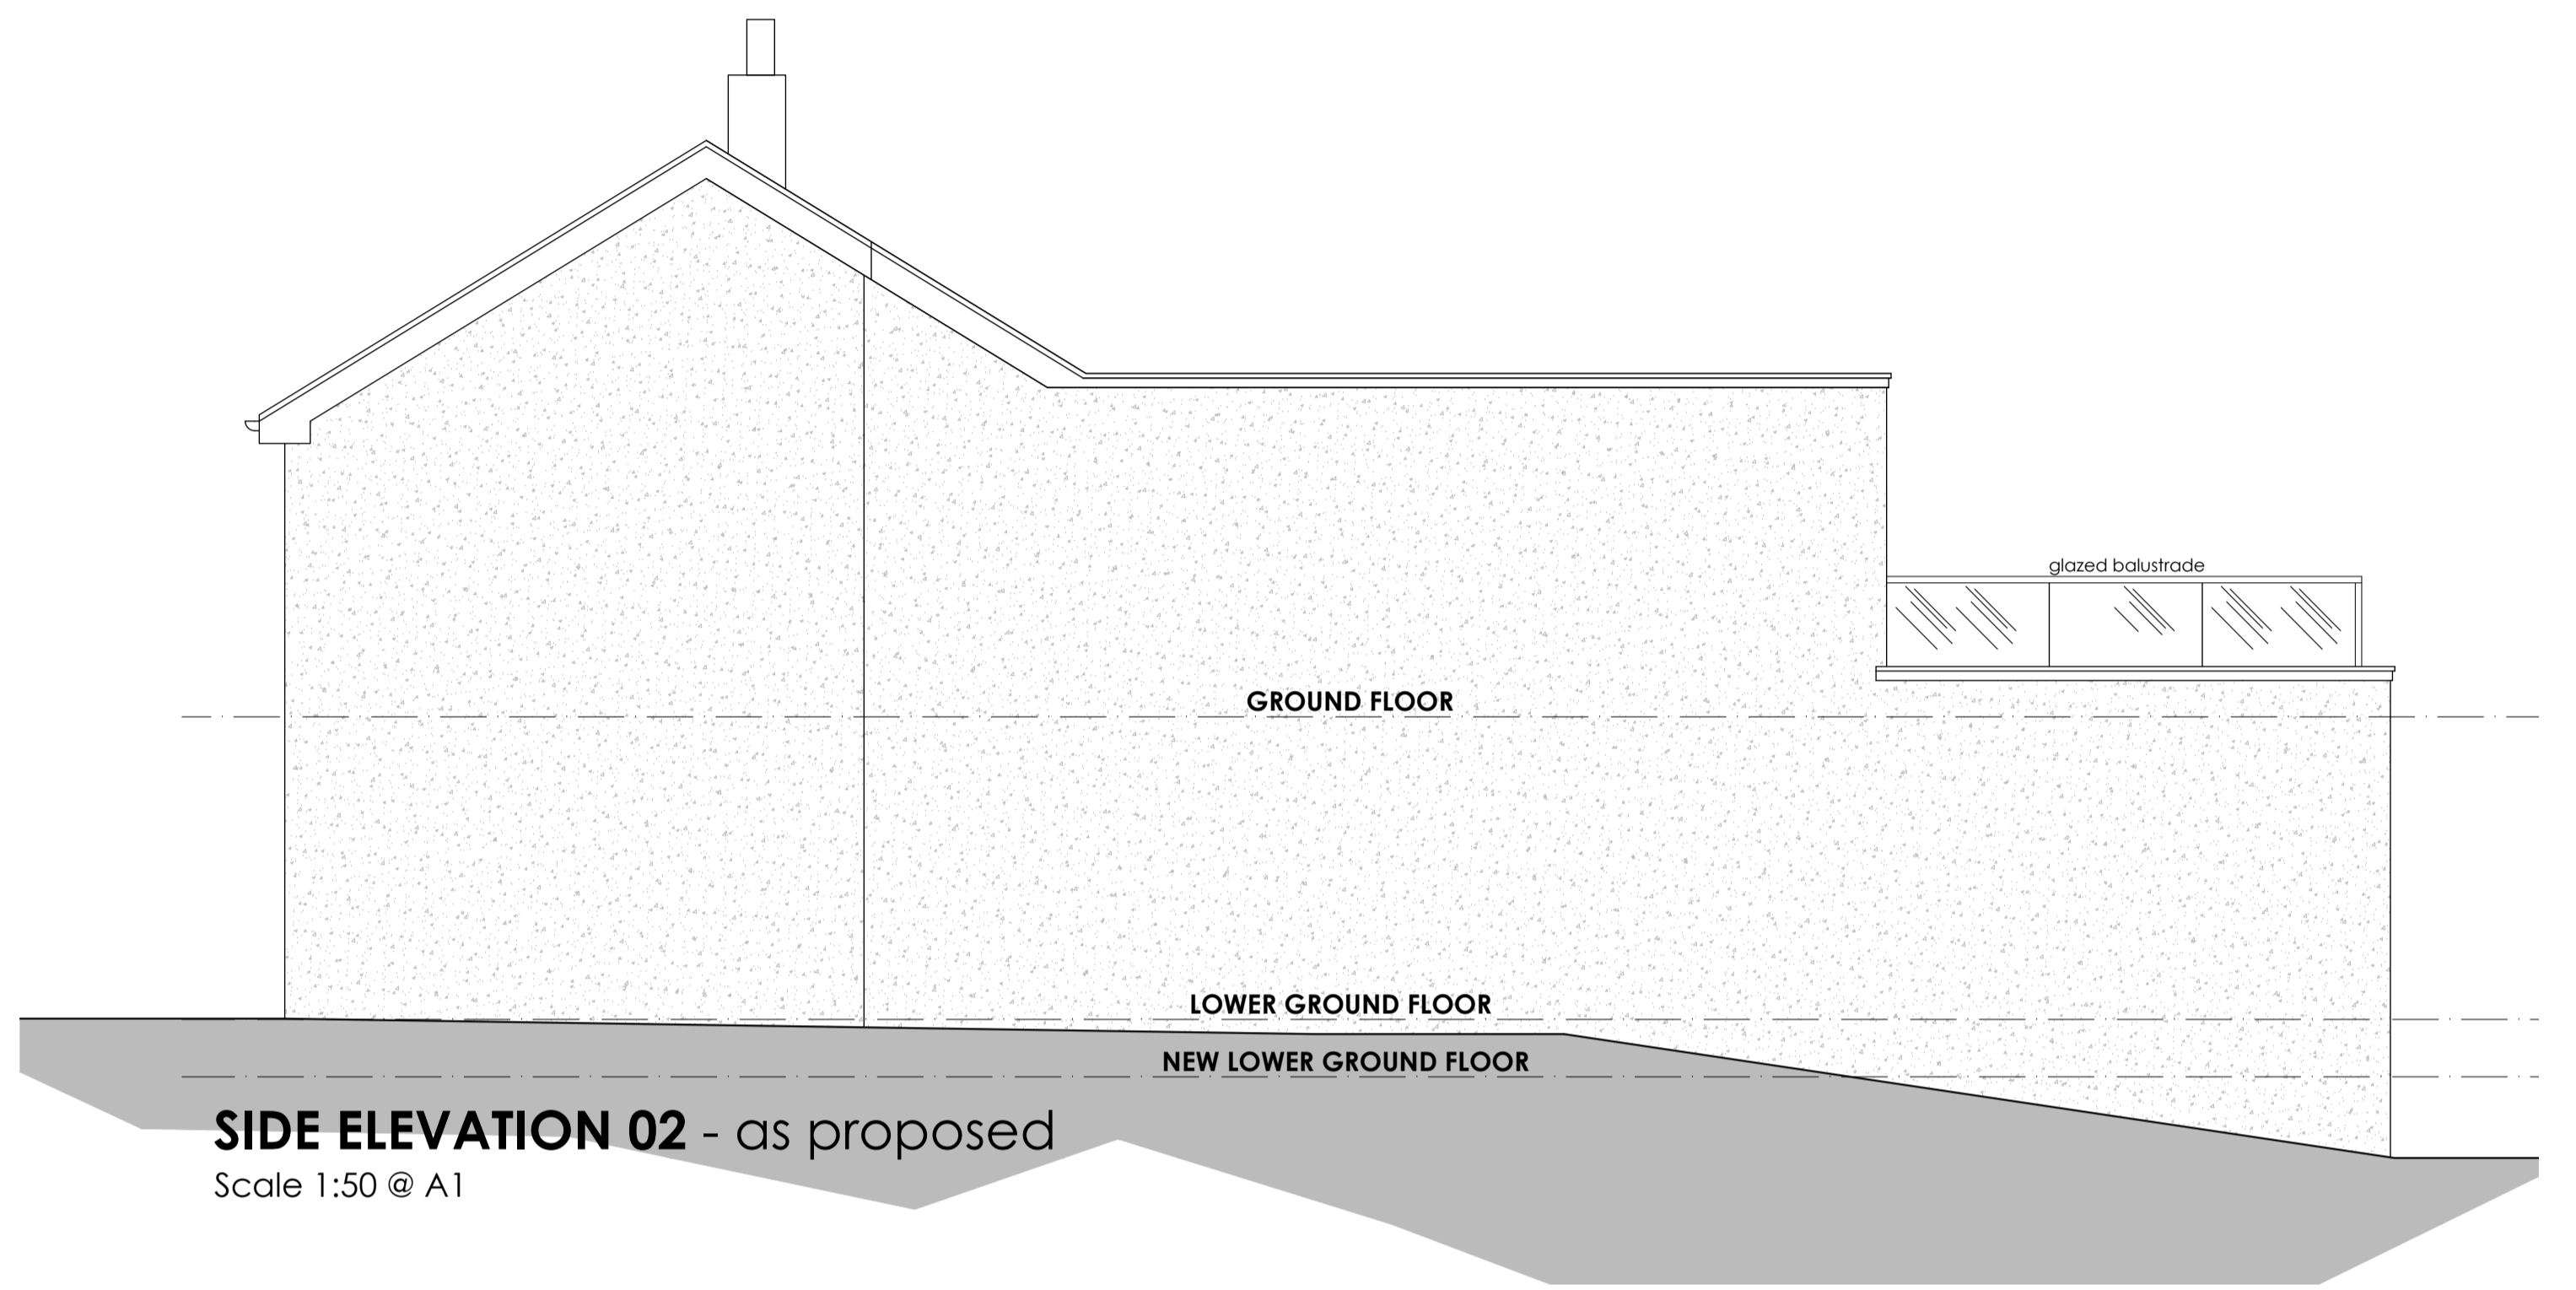 glazed balustrade
GROUND FLOOR
LOWER GROUND FLOOR
NEW LOWER GROUND FLOOR
SIDE ELEVATION 02 - as proposed
Scale 1:50 @ A1